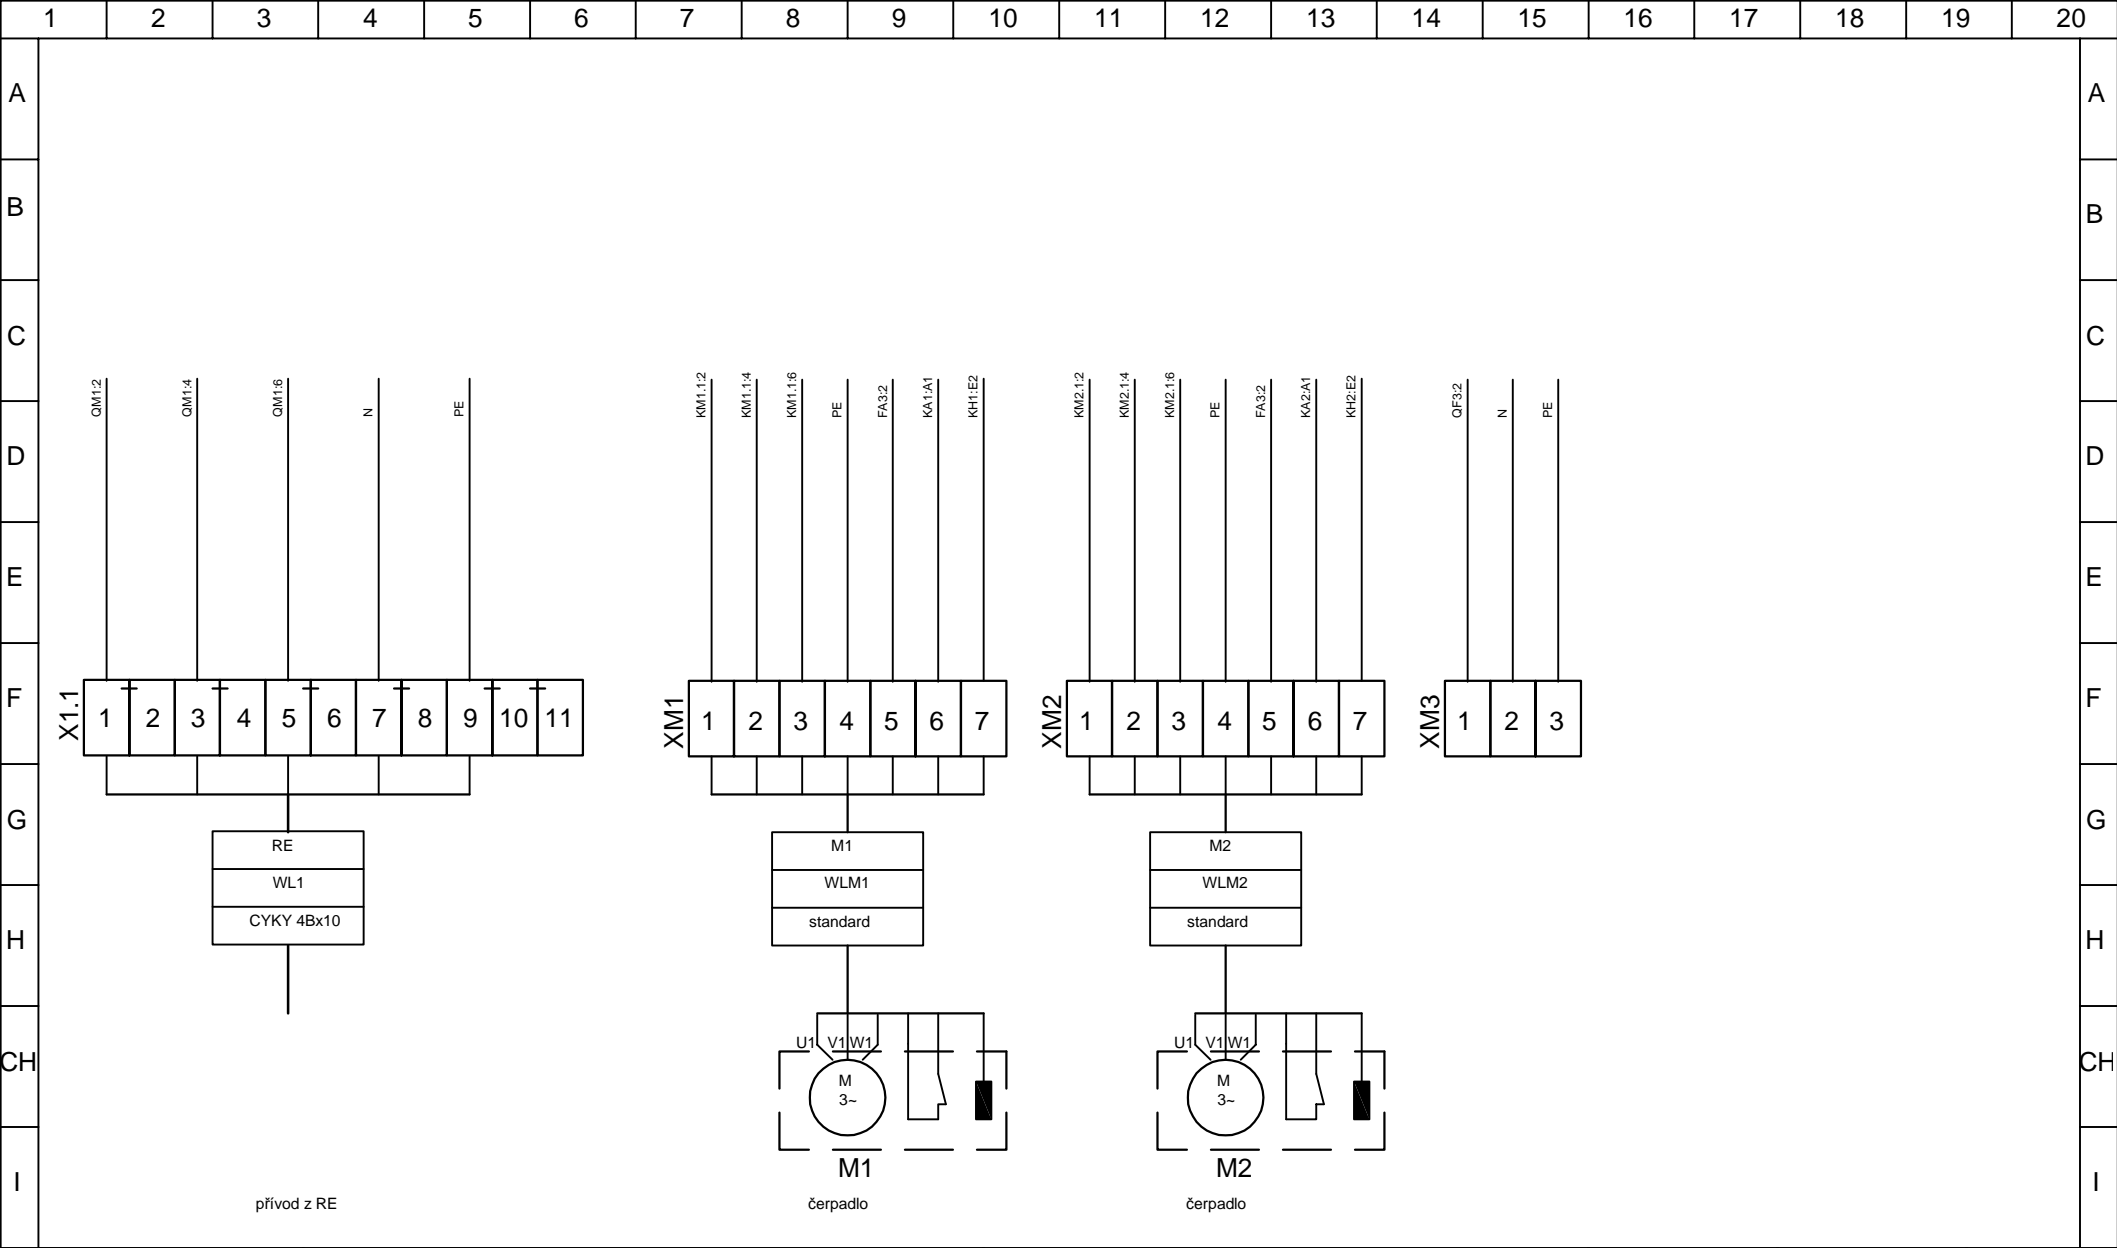 1 2 3 4 5 6 7 8 9 10 11 12 13 14 15 16 17 18 19 20
A A
B B
C C
QM1:2 QM1:4 QM1:6 N PE KM1.1:2 KM1.1:4 KM1.1:6 PE FA3:2 KA1:A1 KH1:E2 KM2.1:2 KM2.1:4 KM2.1:6 PE FA3:2 KA2:A1 KH2:E2 QF3:2 N PE
D D
E E
F F
X1.1 1 2 3 4 5 6 7 8 9 10 11 XM1 1 2 3 4 5 6 7 XM2 1 2 3 4 5 6 7 XM3 1 2 3
G G
RE M1 M2
WL1 WLM1 WLM2
CYKY 4Bx10 standard standard
H H
U1 V1 W1 U1 V1 W1
CH CH
M M
3~ 3~
M1 M2
I I
přívod z RE čerpadlo čerpadlo